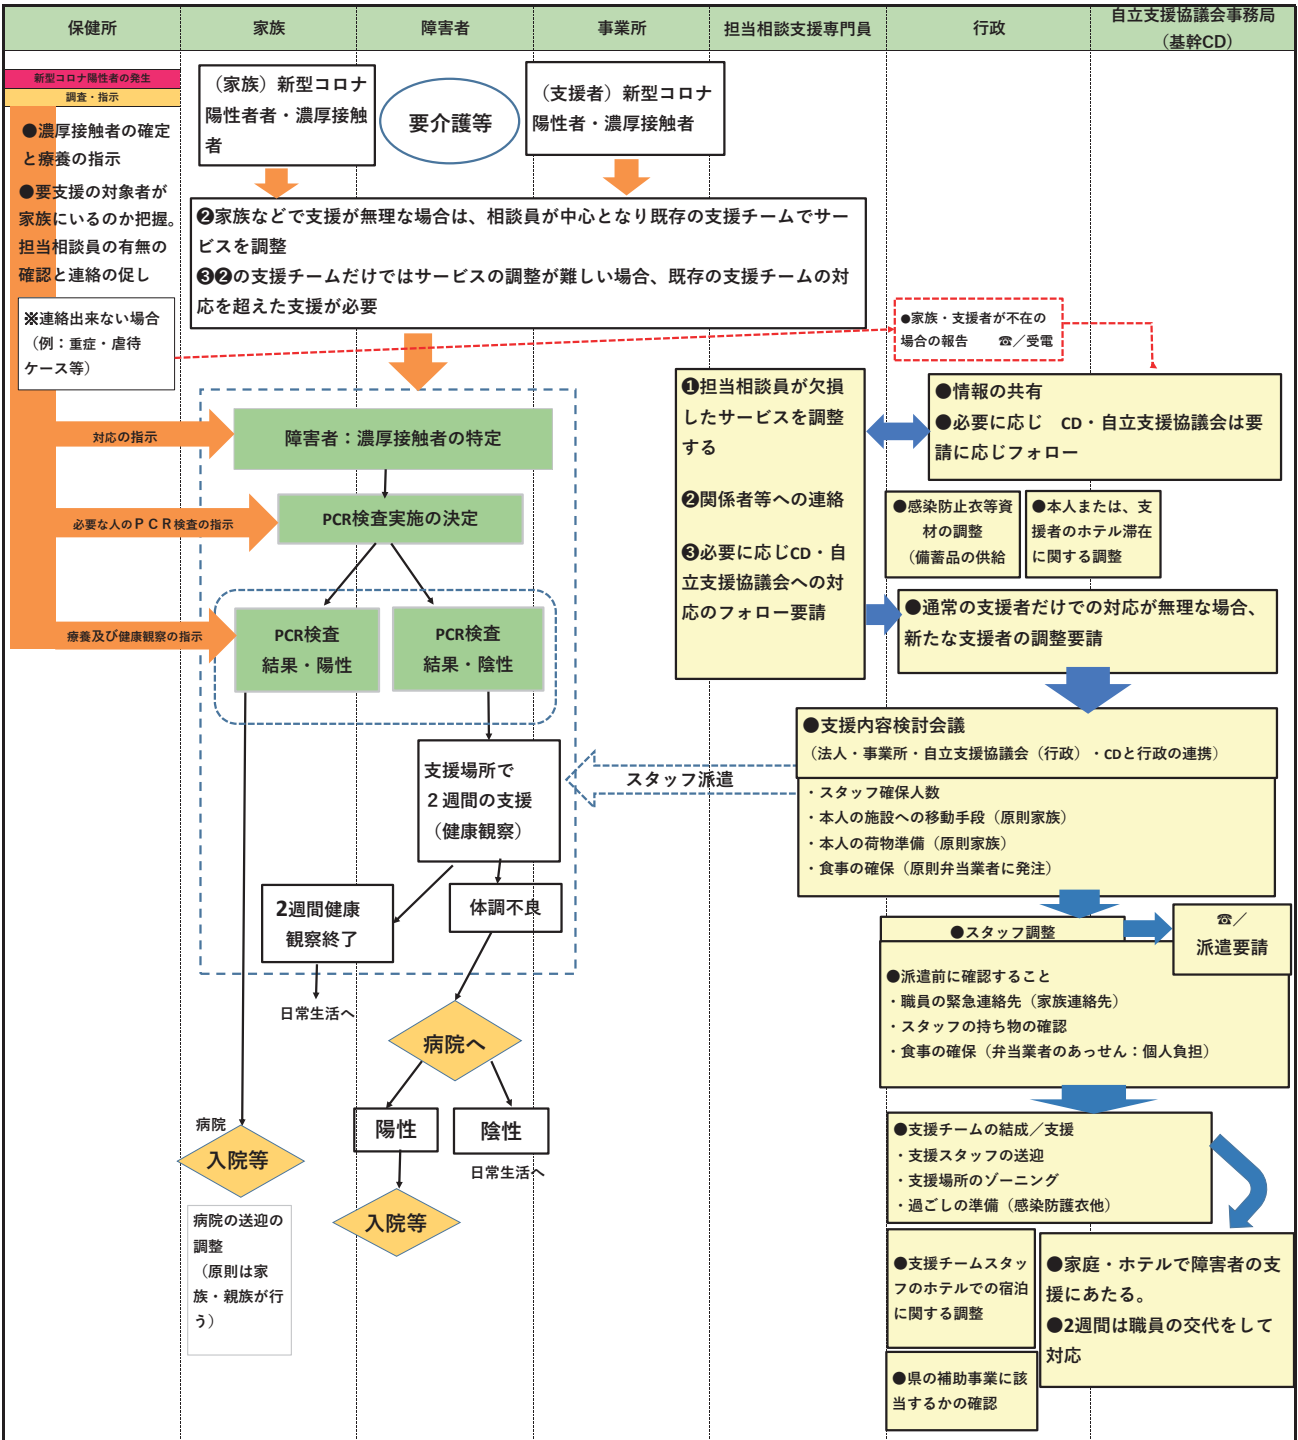 保健所
家族
障害者
事業所
担当相談支援専門員
行政
自立支援協議会事務局
（基幹CD）
新型コロナ陽性者の発生
調査・指示
●濃厚接触者の確定
と療養の指示
●要支援の対象者が
家族にいるのか把握。
担当相談員の有無の
確認と連絡の促し
※連絡出来ない場合
（例：重症・虐待
ケース等）
対応の指示
必要な人のＰＣＲ検査の指示
療養及び健康観察の指示
（家族）新型コロナ
陽性者者・濃厚接触
者
要介護等
（支援者）新型コロナ
陽性者・濃厚接触者
❷家族などで支援が無理な場合は、相談員が中心となり既存の支援チームでサー
ビスを調整
❸❷の支援チームだけではサービスの調整が難しい場合、既存の支援チームの対
応を超えた支援が必要
●家族・支援者が不在の
場合の報告　☎／受電
障害者：濃厚接触者の特定
PCR検査実施の決定
PCR検査
結果・陽性
PCR検査
結果・陰性
支援場所で
２週間の支援
（健康観察）
2週間健康
観察終了
体調不良
日常生活へ
病院へ
陽性
陰性
日常生活へ
入院等
病院
入院等
病院の送迎の
調整
（原則は家
族・親族が行
う）
❶担当相談員が欠損
したサービスを調整
する
❷関係者等への連絡
❸必要に応じCD・自
立支援協議会への対
応のフォロー要請
●情報の共有
●必要に応じ　CD・自立支援協議会は要
請に応じフォロー
●感染防止衣等資
材の調整
（備蓄品の供給
●本人または、支
援者のホテル滞在
に関する調整
●通常の支援者だけでの対応が無理な場合、
新たな支援者の調整要請
●支援内容検討会議
（法人・事業所・自立支援協議会（行政）・CDと行政の連携）
・スタッフ確保人数
・本人の施設への移動手段（原則家族）
・本人の荷物準備（原則家族）
・食事の確保（原則弁当業者に発注）
スタッフ派遣
●スタッフ調整
☎／
派遣要請
●派遣前に確認すること
・職員の緊急連絡先（家族連絡先）
・スタッフの持ち物の確認
・食事の確保（弁当業者のあっせん：個人負担）
●支援チームの結成／支援
・支援スタッフの送迎
・支援場所のゾーニング
・過ごしの準備（感染防護衣他）
●支援チームスタッ
フのホテルでの宿泊
に関する調整
●家庭・ホテルで障害者の支
援にあたる。
●2週間は職員の交代をして
対応
●県の補助事業に該
当するかの確認